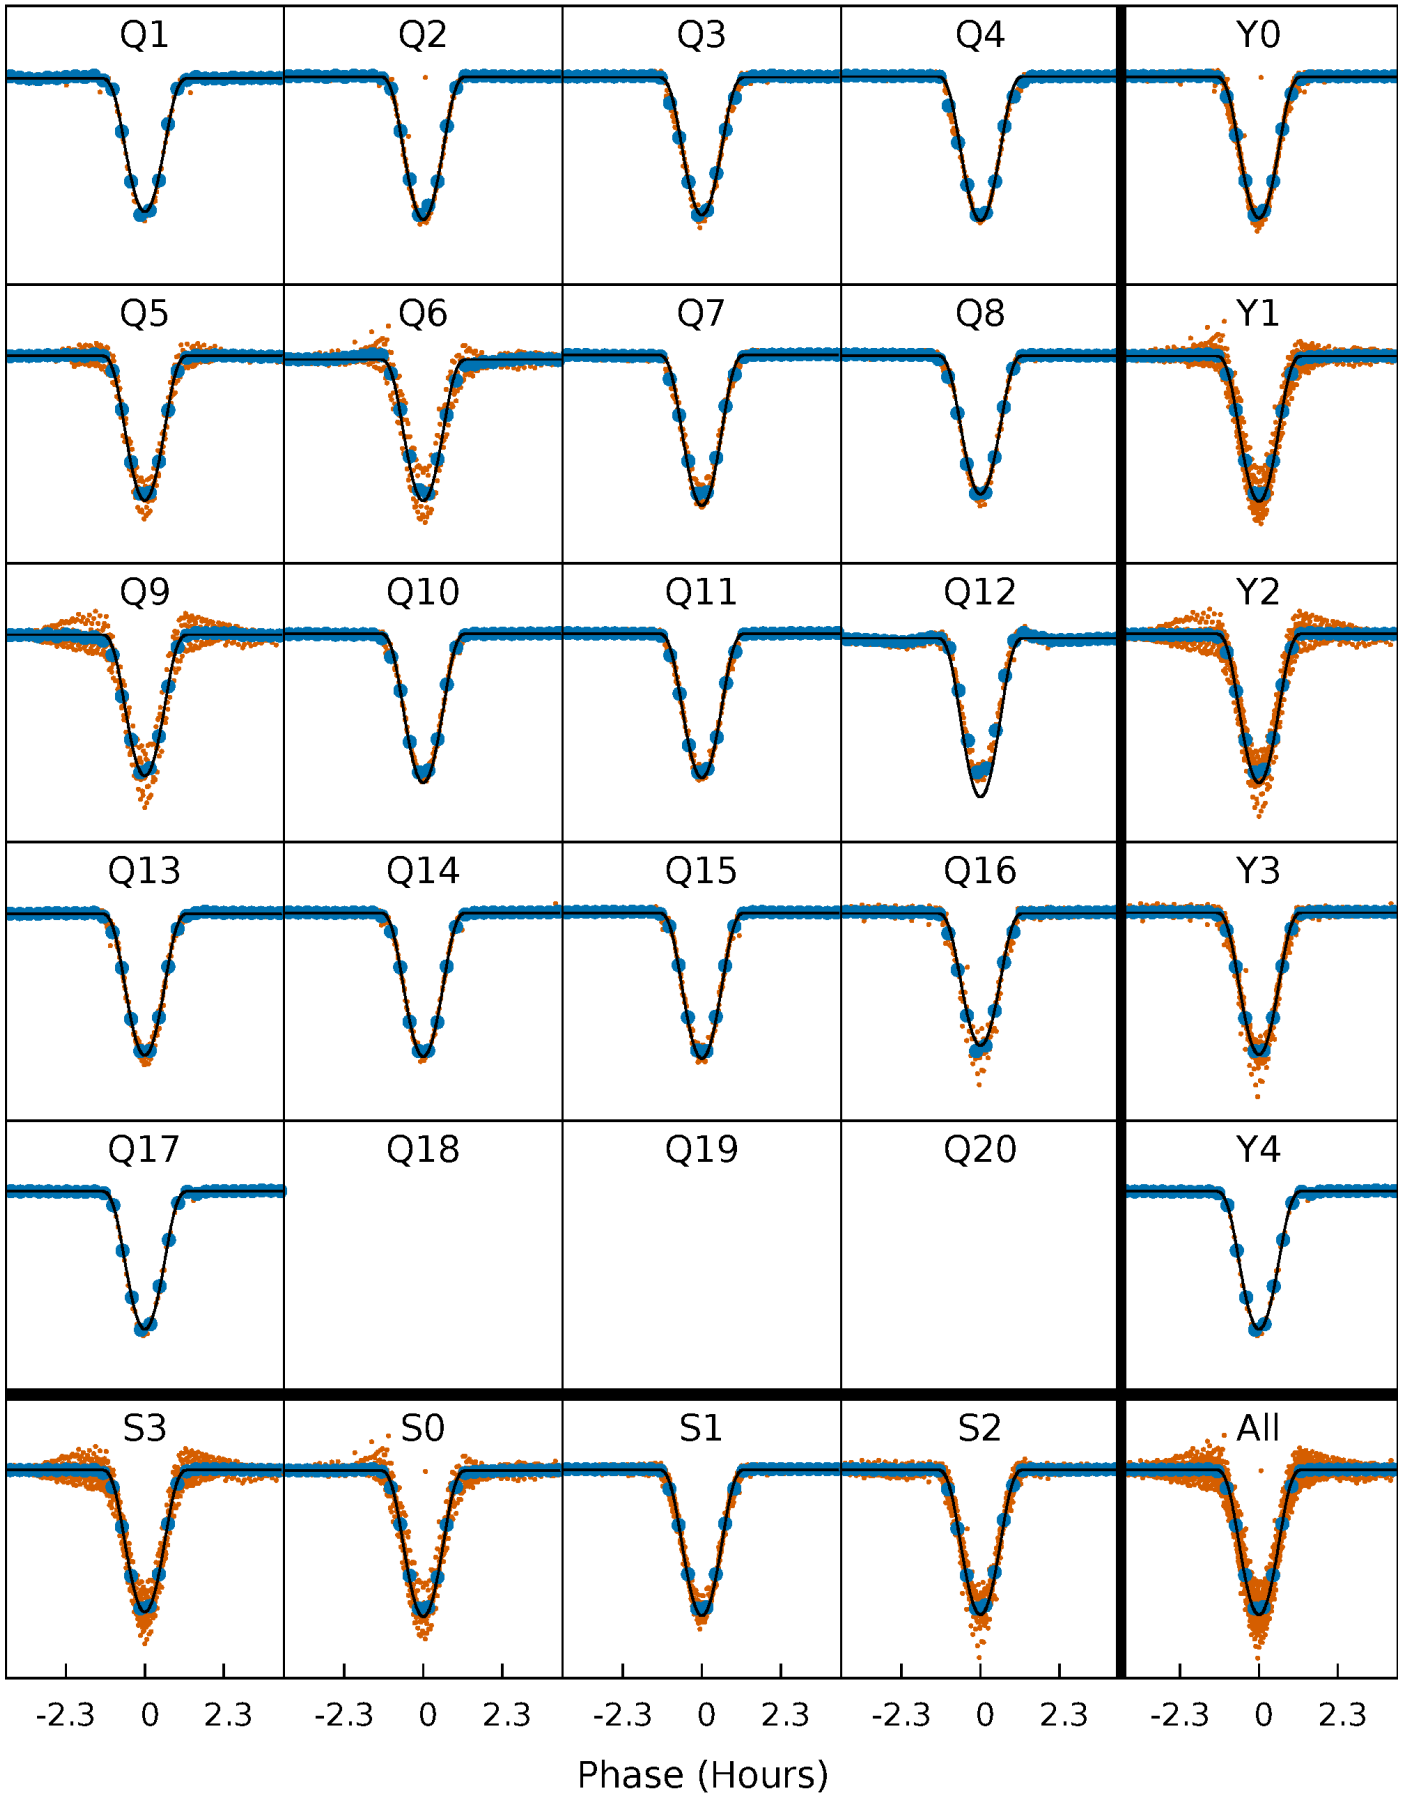 Q1 Q2 Q3 Q4 Y0
Q5 Q6 Q7 Q8 Y1
Q9 Q10 Q11 Q12 Y2
Q13 Q14 Q15 Q16 Y3
Q17 Q18 Q19 Q20 Y4
S3 S0 S1 S2 All
-2.3 0 2.3 -2.3 0 2.3 -2.3 0 2.3 -2.3 0 2.3 -2.3 0 2.3
Phase (Hours)